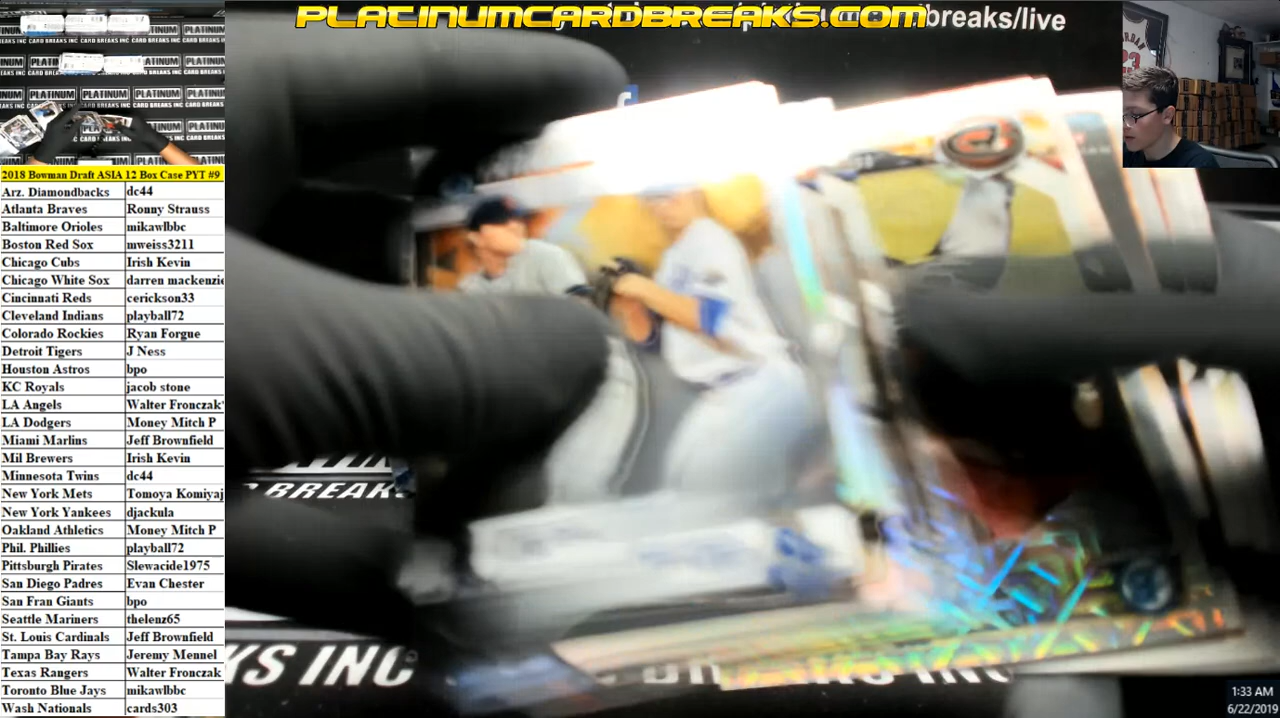 PLATINUMCARDBREAKS.COM
breaks/live
2018 Bowman Draft ASIA 12 Box Case PYT #9
Arz. Diamondbacks dc44
Atlanta Braves Ronny Strauss
Baltimore Orioles mikawlbbc
Boston Red Sox mweiss3211
Chicago Cubs Irish Kevin
Chicago White Sox darren mackenzie
Cincinnati Reds cerickson33
Cleveland Indians playball72
Colorado Rockies Ryan Forgue
Detroit Tigers J Ness
Houston Astros bpo
KC Royals jacob stone
LA Angels Walter Fronczak
LA Dodgers Money Mitch P
Miami Marlins Jeff Brownfield
Mil Brewers Irish Kevin
Minnesota Twins dc44
New York Mets Tomoya Komiyaj
New York Yankees djackula
Oakland Athletics Money Mitch P
Phil. Phillies playball72
Pittsburgh Pirates Slewacide1975
San Diego Padres Evan Chester
San Fran Giants bpo
Seattle Mariners thelenz65
St. Louis Cardinals Jeff Brownfield
Tampa Bay Rays Jeremy Mennel
Texas Rangers Walter Fronczak
Toronto Blue Jays mikawlbbc
Wash Nationals cards303
BREAKS
KS INC
1:33 AM
6/22/2019